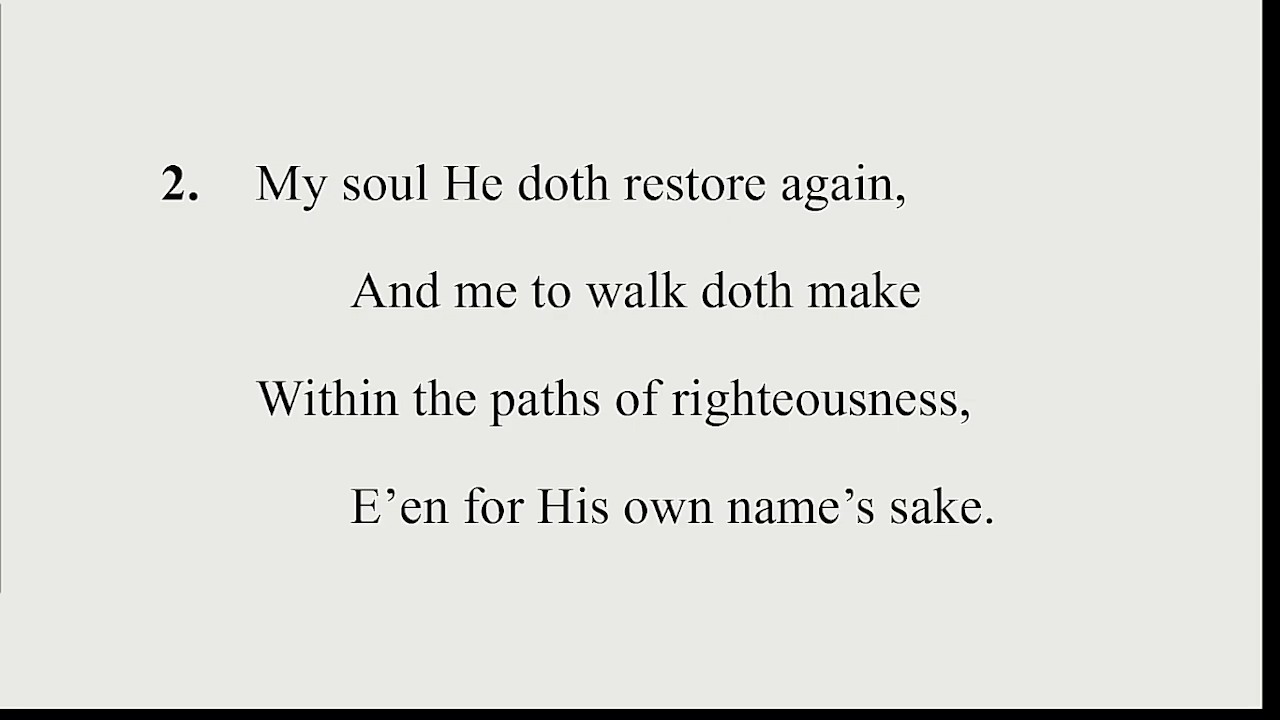 2. My soul He doth restore again,
And me to walk doth make
Within the paths of righteousness,
E’en for His own name’s sake.